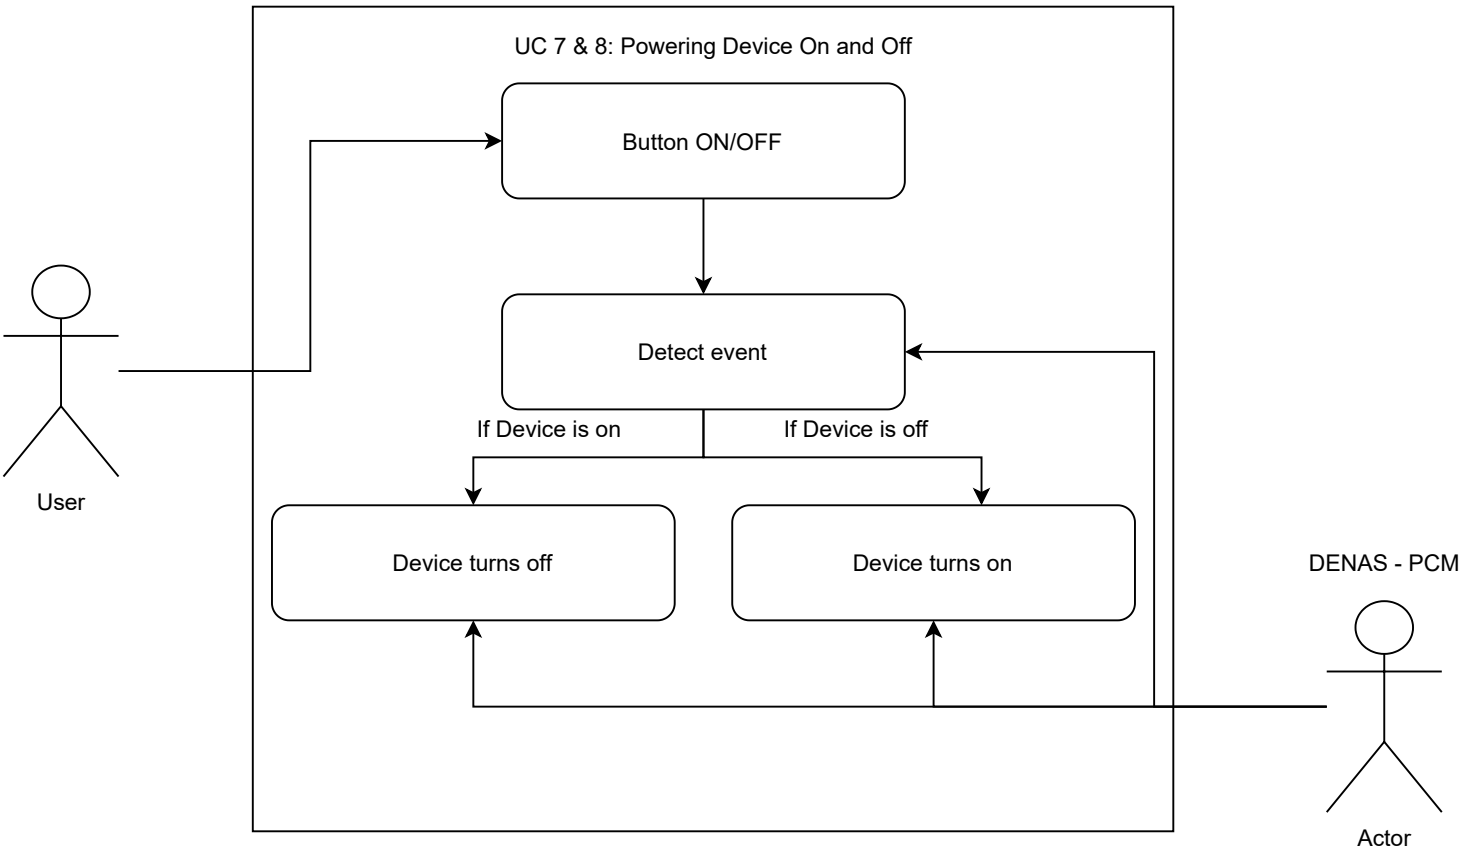 UC 7 & 8: Powering Device On and Off
Button ON/OFF
Detect event
If Device is on
If Device is off
User
Device turns off
Device turns on
DENAS - PCM
Actor